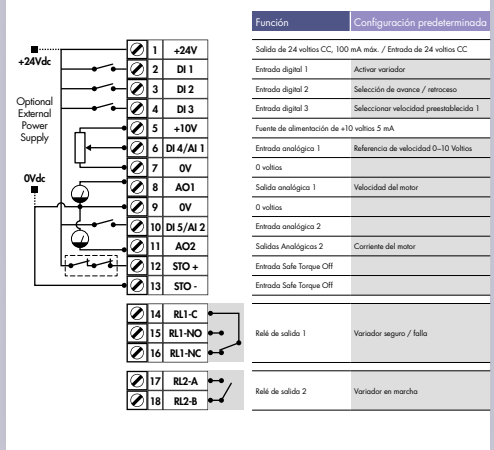 Función Configuración predeterminada
+24Vdc
Optional
External
Power
Supply
0Vdc
1 +24V Salida de 24 voltios CC, 100 mA máx. / Entrada de 24 voltios CC
2 DI 1 Entrada digital 1 Activar variador
3 DI 2 Entrada digital 2 Selección de avance / retroceso
4 DI 3 Entrada digital 3 Seleccionar velocidad preestablecida 1
5 +10V Fuente de alimentación de +10 voltios 5 mA
6 DI 4/AI 1 Entrada analógica 1 Referencia de velocidad 0–10 Voltios
7 0V 0 voltios
8 AO1 Salida analógica 1 Velocidad del motor
9 0V 0 voltios
10 DI 5/AI 2 Entrada analógica 2
11 AO2 Salidas Analógicas 2 Corriente del motor
12 STO + Entrada Safe Torque Off
13 STO - Entrada Safe Torque Off
14 RL1-C
15 RL1-NO Relé de salida 1 Variador seguro / falla
16 RL1-NC
17 RL2-A
Relé de salida 2 Variador en marcha
18 RL2-B